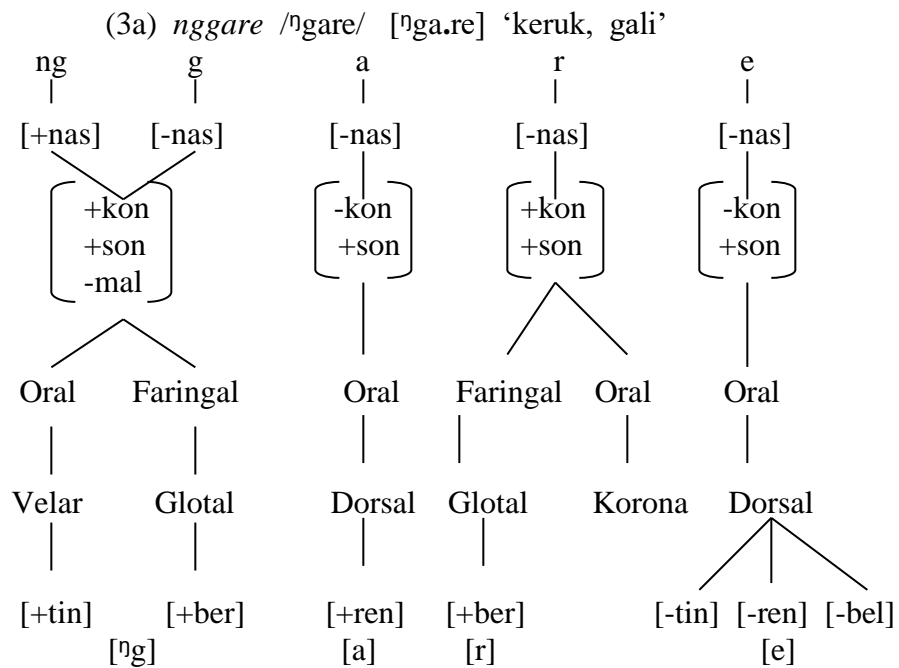 (3a) nggare /ᵑgare/ [ᵑga.re] ‘keruk, gali’
ng g a r e
[+nas] [-nas] [-nas] [-nas] [-nas]
+kon -kon +kon -kon
+son +son +son +son
-mal
Oral Faringal Oral Faringal Oral Oral
Velar Glotal Dorsal Glotal Korona Dorsal
[+tin] [+ber] [+ren] [+ber] [-tin] [-ren] [-bel]
[ᵑg] [a] [r] [e]